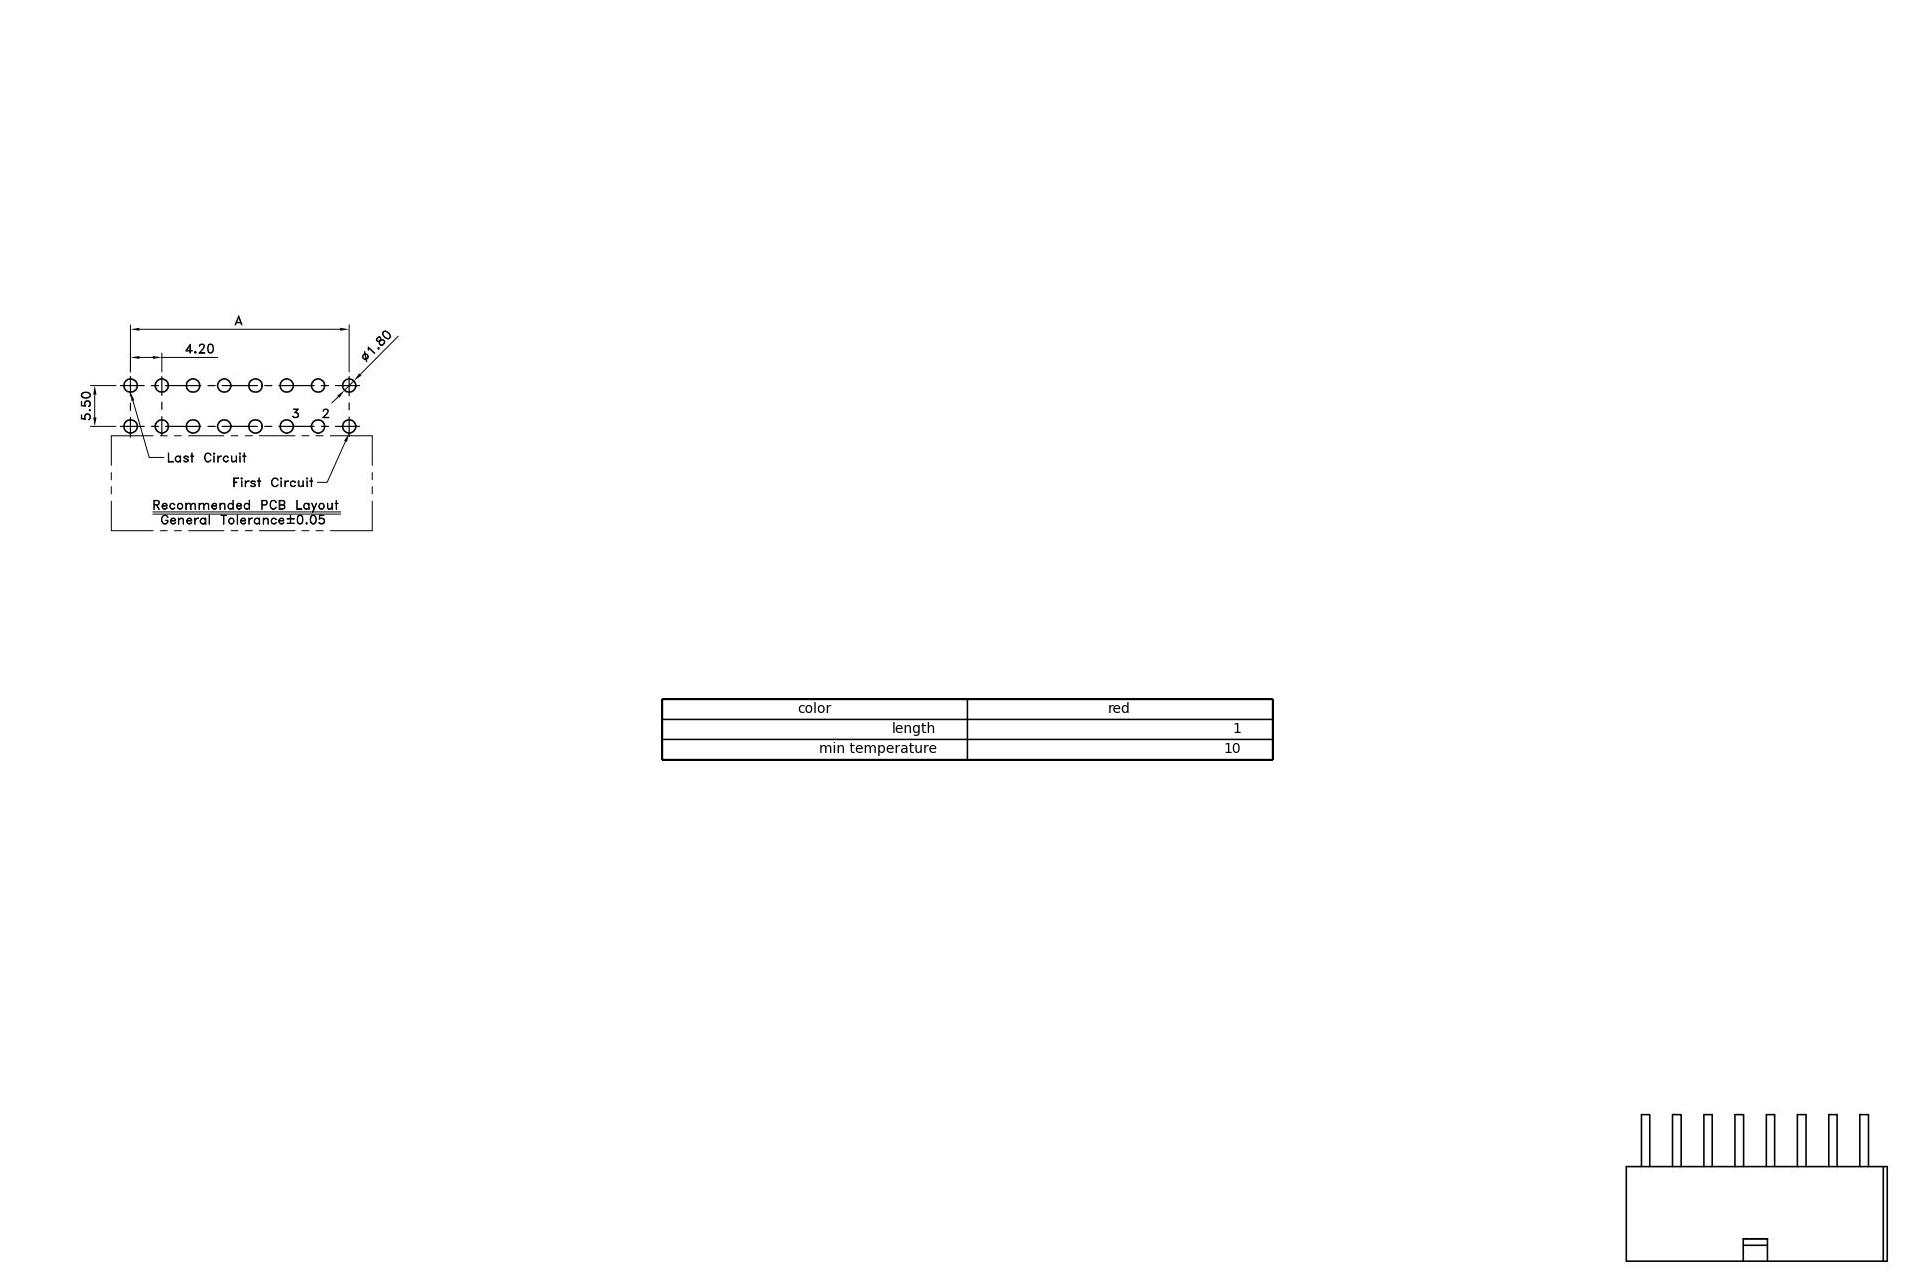 A
4.20
ø1.80
5.50
3 2
Last Circuit
First Circuit
Recommended PCB Layout
General Tolerance±0.05
color red
length 1
min temperature 10